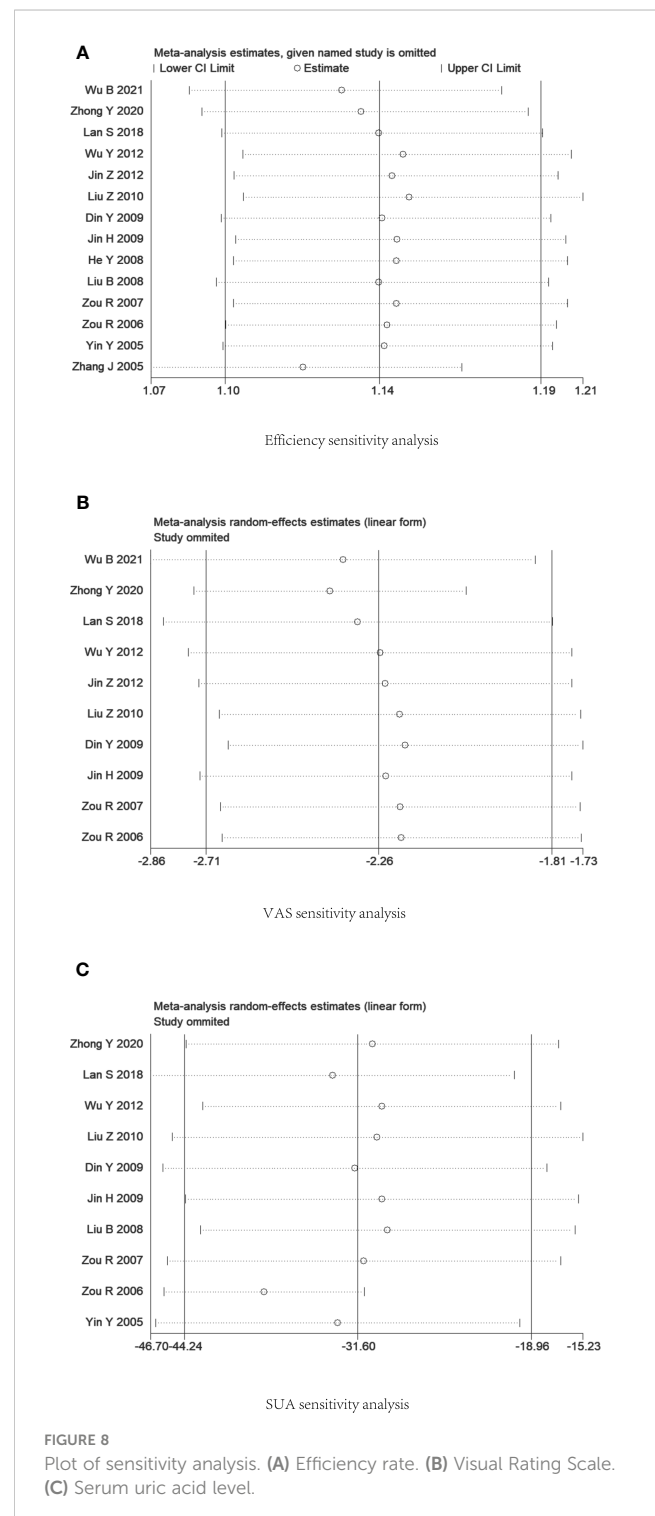 A
Meta-analysis estimates, given named study is omitted
Lower CI Limit Estimate Upper CI Limit
Wu B 2021
Zhong Y 2020
Lan S 2018
Wu Y 2012
Jin Z 2012
Liu Z 2010
Din Y 2009
Jin H 2009
He Y 2008
Liu B 2008
Zou R 2007
Zou R 2006
Yin Y 2005
Zhang J 2005
1.07 1.10 1.14 1.19 1.21
Efficiency sensitivity analysis
B
Meta-analysis random-effects estimates (linear form)
Study ommited
Wu B 2021
Zhong Y 2020
Lan S 2018
Wu Y 2012
Jin Z 2012
Liu Z 2010
Din Y 2009
Jin H 2009
Zou R 2007
Zou R 2006
-2.86 -2.71 -2.26 -1.81 -1.73
VAS sensitivity analysis
C
Meta-analysis random-effects estimates (linear form)
Study ommited
Zhong Y 2020
Lan S 2018
Wu Y 2012
Liu Z 2010
Din Y 2009
Jin H 2009
Liu B 2008
Zou R 2007
Zou R 2006
Yin Y 2005
-46.70 -44.24 -31.60 -18.96 -15.23
SUA sensitivity analysis
FIGURE 8
Plot of sensitivity analysis. (A) Efficiency rate. (B) Visual Rating Scale.
(C) Serum uric acid level.